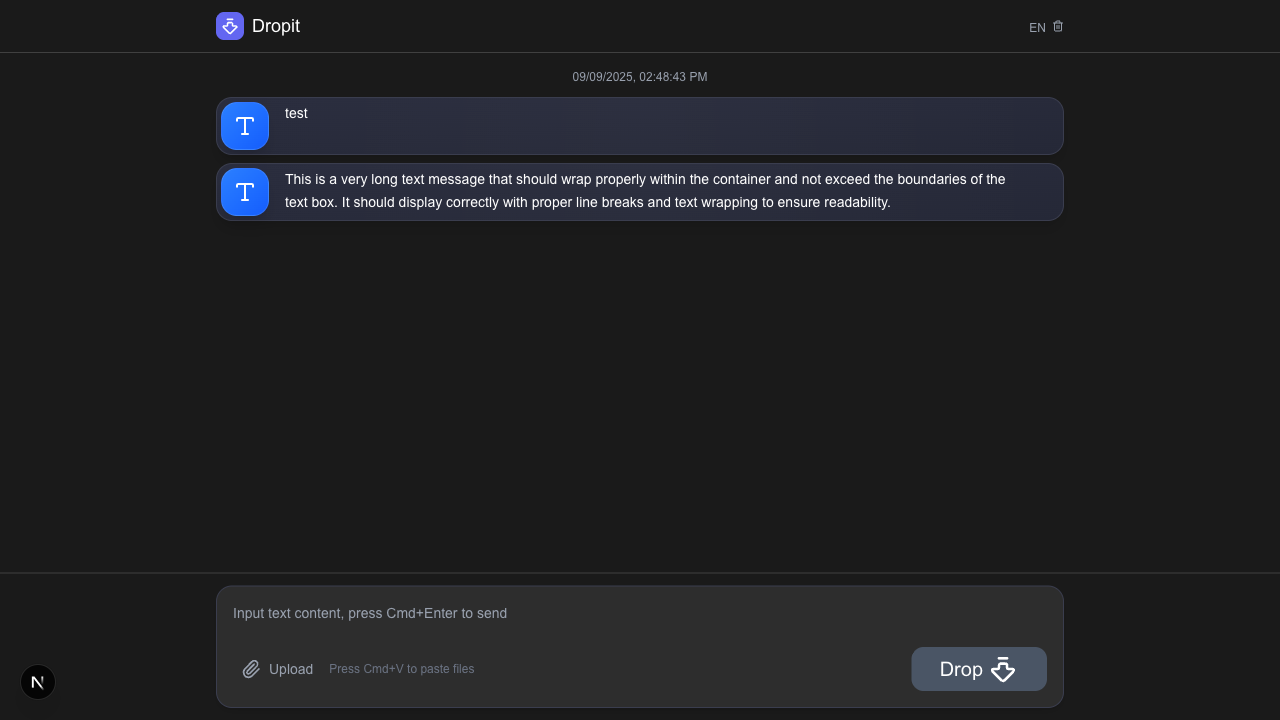 Dropit
EN
09/09/2025, 02:48:43 PM
T
test
T
This is a very long text message that should wrap properly within the container and not exceed the boundaries of the
text box. It should display correctly with proper line breaks and text wrapping to ensure readability.
Input text content, press Cmd+Enter to send
Upload
Press Cmd+V to paste files
Drop
N